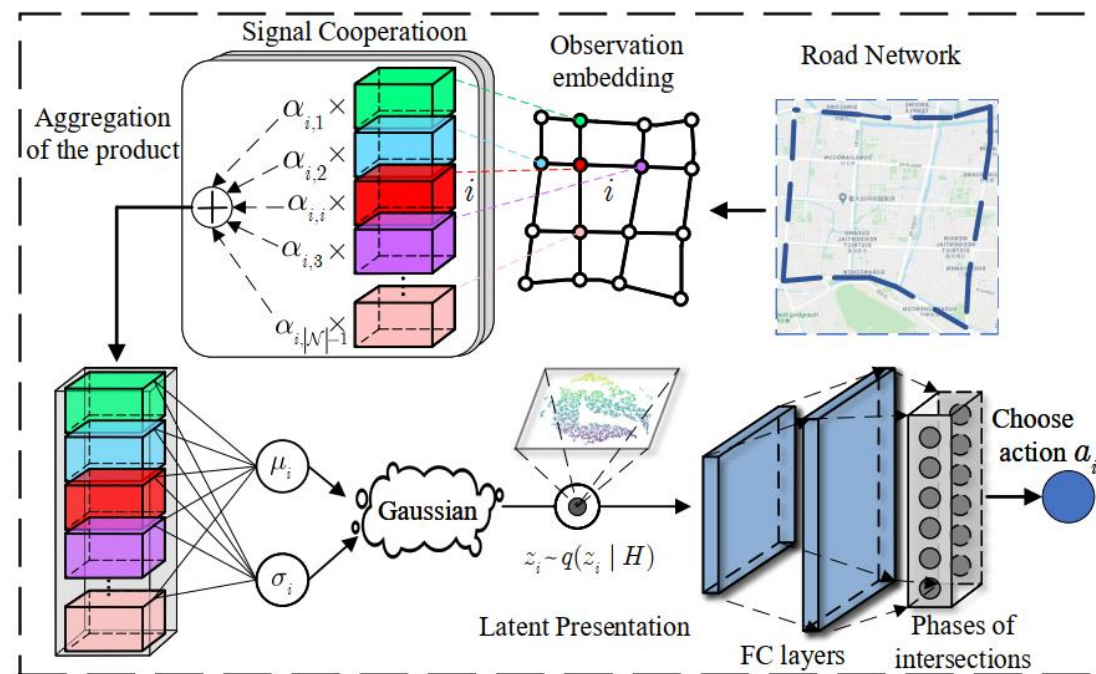 Signal Cooperatioon
Observation
embedding
Road Network
Aggregation
of the product
α_{i,1} ×
α_{i,2} ×
α_{i,i} ×
α_{i,3} ×
⋮
α_{i,|𝒩|-1} ×
i
i
μ_i
σ_i
⋮
Gaussian
z_i ~ q(z_i | H)
Latent Presentation
FC layers
Phases of
intersections
Choose
action a_i